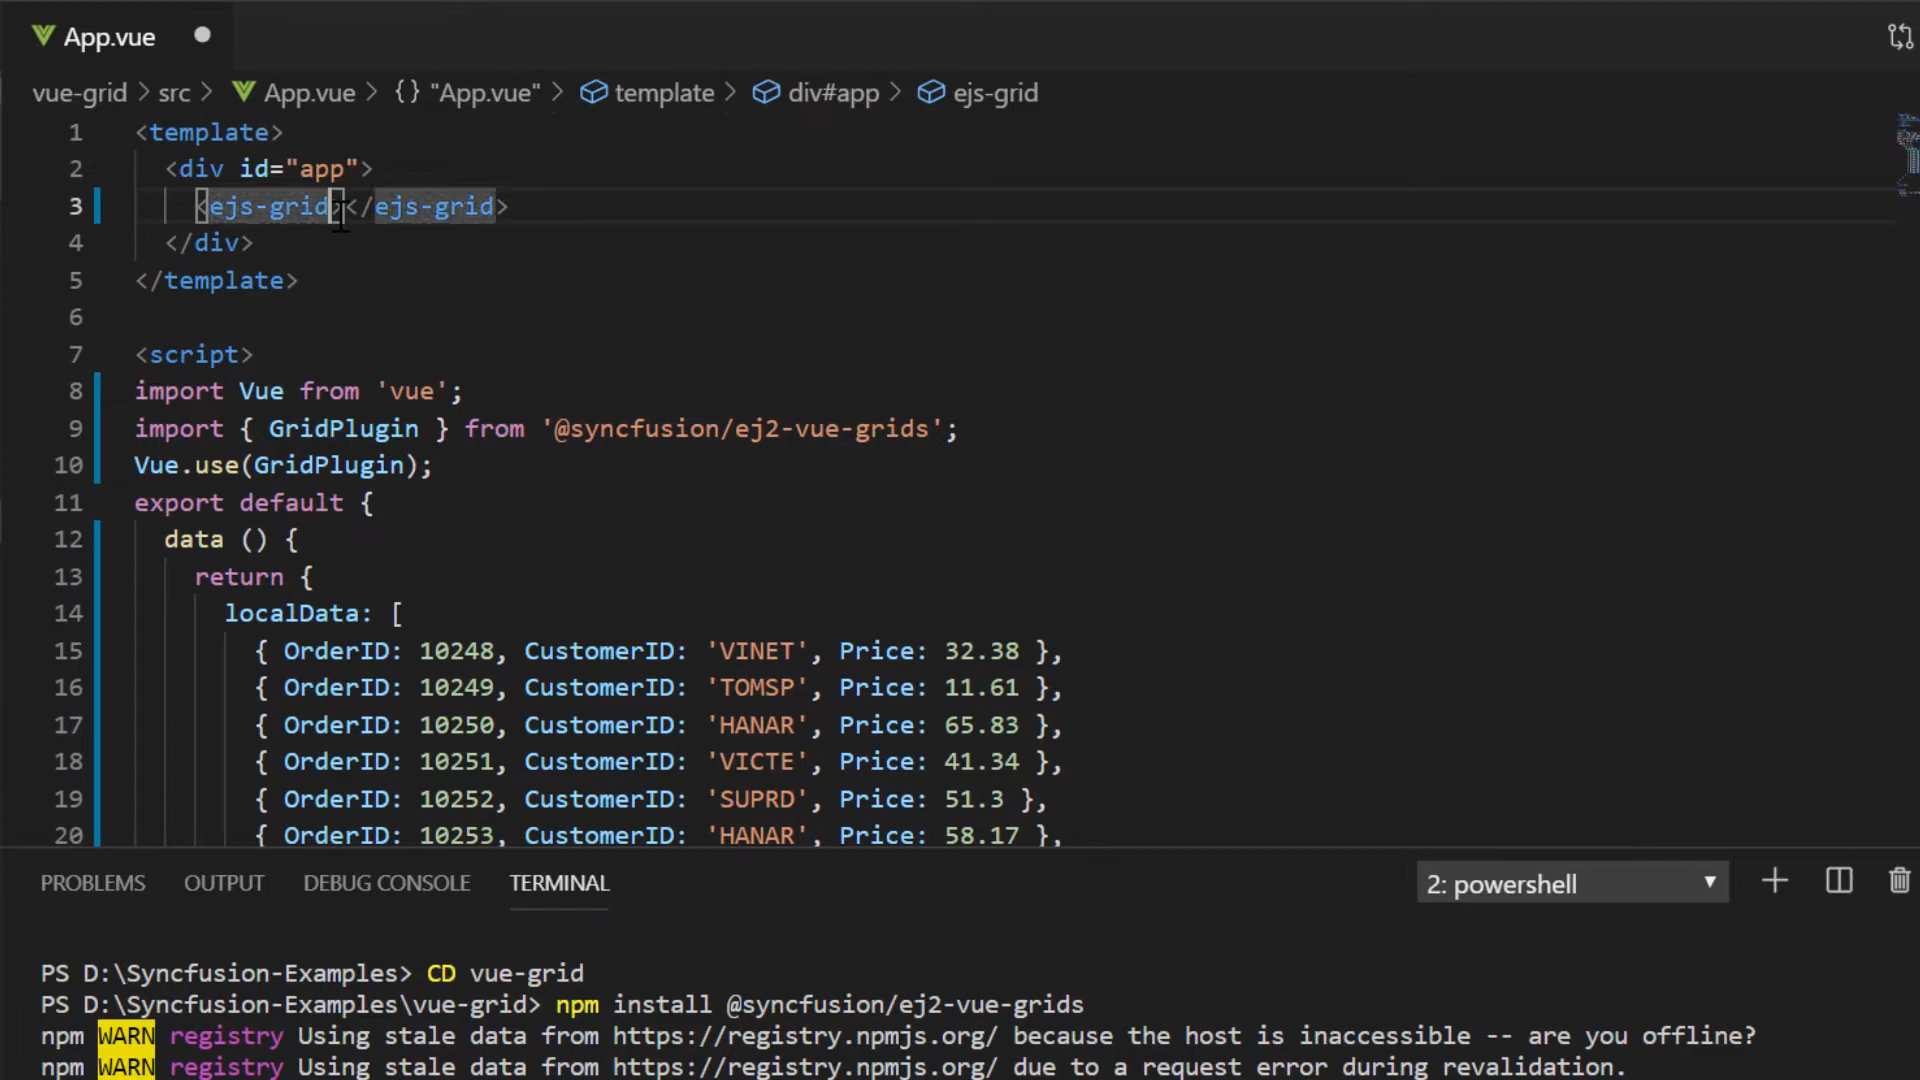 App.vue
vue-grid > src > App.vue > {} "App.vue" > template > div#app > ejs-grid
1 <template>
2 <div id="app">
3 <ejs-grid></ejs-grid>
4 </div>
5 </template>
6
7 <script>
8 import Vue from 'vue';
9 import { GridPlugin } from '@syncfusion/ej2-vue-grids';
10 Vue.use(GridPlugin);
11 export default {
12 data () {
13 return {
14 localData: [
15 { OrderID: 10248, CustomerID: 'VINET', Price: 32.38 },
16 { OrderID: 10249, CustomerID: 'TOMSP', Price: 11.61 },
17 { OrderID: 10250, CustomerID: 'HANAR', Price: 65.83 },
18 { OrderID: 10251, CustomerID: 'VICTE', Price: 41.34 },
19 { OrderID: 10252, CustomerID: 'SUPRD', Price: 51.3 },
20 { OrderID: 10253, CustomerID: 'HANAR', Price: 58.17 },
PROBLEMS OUTPUT DEBUG CONSOLE TERMINAL 2: powershell
PS D:\Syncfusion-Examples> CD vue-grid
PS D:\Syncfusion-Examples\vue-grid> npm install @syncfusion/ej2-vue-grids
npm WARN registry Using stale data from https://registry.npmjs.org/ because the host is inaccessible -- are you offline?
npm WARN registry Using stale data from https://registry.npmjs.org/ due to a request error during revalidation.